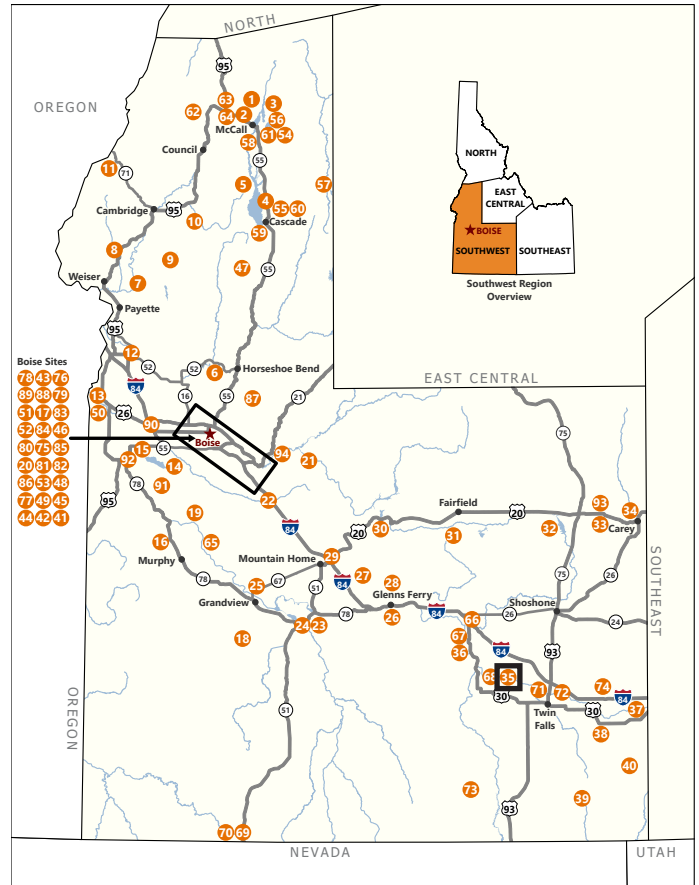 NORTH
95
OREGON
63
1
3
62
64
2
56
McCall
61
54
58
Council
55
11
71
5
57
4
55
60
Cambridge
95
10
Cascade
59
8
9
47
55
Weiser
7
Payette
95
12
52
52
Horseshoe Bend
6
84
16
55
87
21
13
50
26
90
Boise
15
55
94
21
92
14
78
91
95
22
19
84
16
65
Murphy
78
Mountain Home
29
67
25
51
84
27
28
Grandview
Glenns Ferry
78
26
24
23
18
51
70
69
OREGON
NEVADA
UTAH
Boise Sites
78 43 76
89 88 79
51 17 83
52 84 46
80 75 85
20 81 82
86 53 48
77 49 45
44 42 41
NORTH
EAST
CENTRAL
BOISE
SOUTHWEST
SOUTHEAST
Southwest Region
Overview
EAST CENTRAL
75
Fairfield
20
20
30
31
32
93
33
34
Carey
75
26
SOUTHEAST
84
66
26
Shoshone
24
67
36
84
93
68
35
30
71
72
74
84
37
30
Twin
Falls
38
40
73
39
93